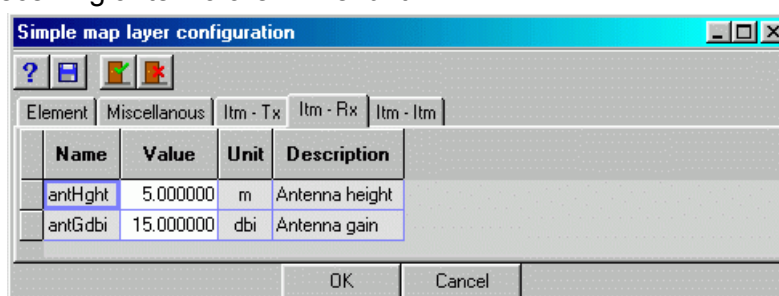 Simple map layer configuration
?
Element Miscellanous Itm - Tx Itm - Rx Itm - Itm
Name Value Unit Description
antHght 5.000000 m Antenna height
antGdbi 15.000000 dbi Antenna gain
OK Cancel